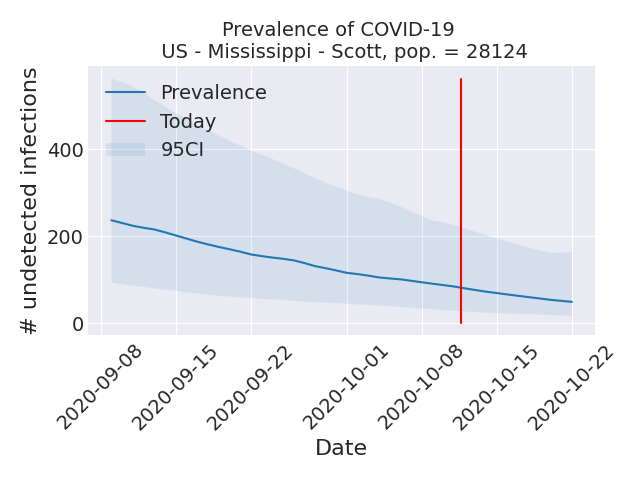 Prevalence of COVID-19
US - Mississippi - Scott, pop. = 28124
# undetected infections
Prevalence
Today
95CI
400
200
0
2020-09-08
2020-09-15
2020-09-22
2020-10-01
2020-10-08
2020-10-15
2020-10-22
Date